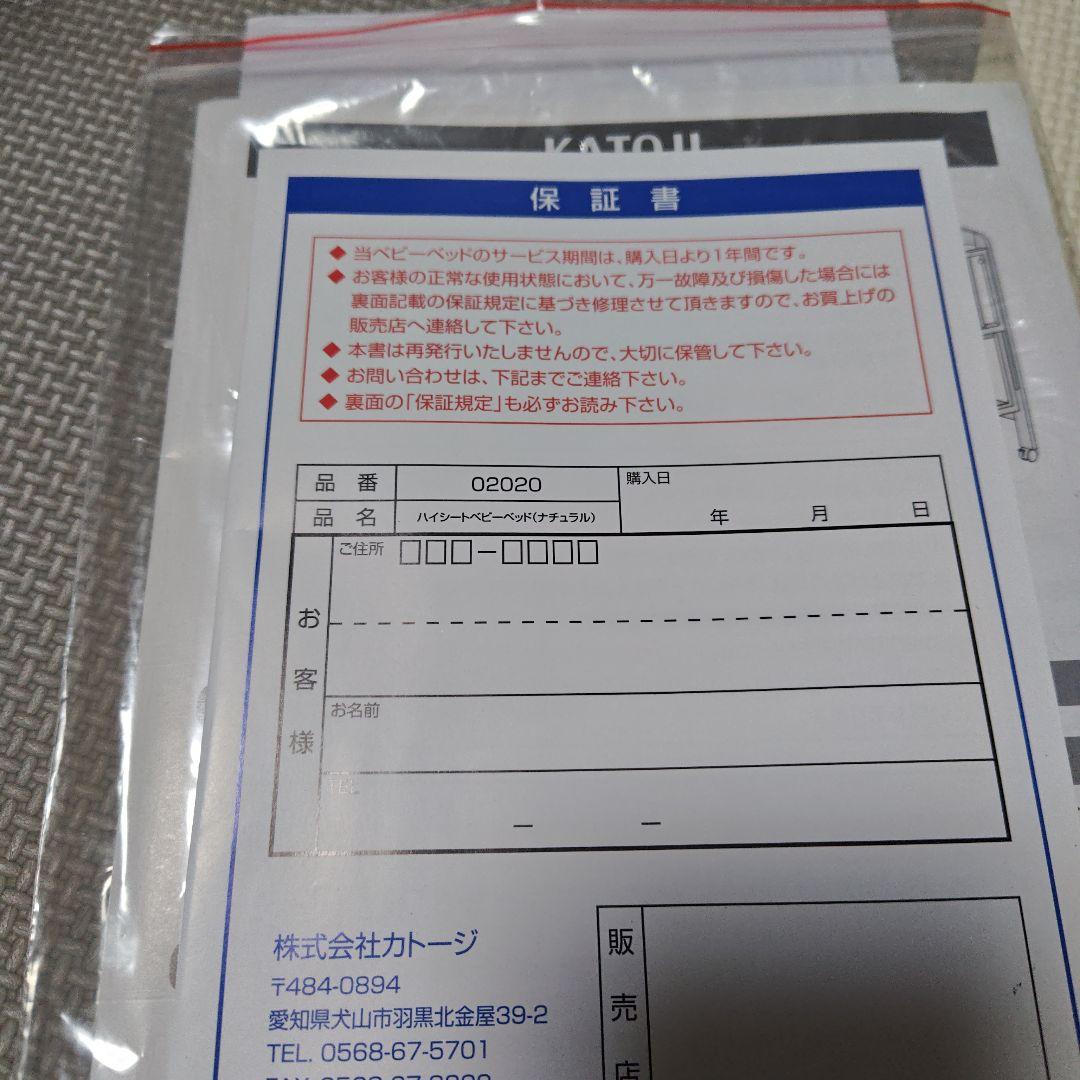 KATOJI
保証書
◆ 当ベビーベッドのサービス期間は、購入日より1年間です。
◆ お客様の正常な使用状態において、万一故障及び損傷した場合には
裏面記載の保証規定に基づき修理させて頂きますので、お買上げの
販売店へ連絡して下さい。
◆ 本書は再発行いたしませんので、大切に保管して下さい。
◆ お問い合わせは、下記までご連絡下さい。
◆ 裏面の「保証規定」も必ずお読み下さい。
品番 02020 購入日
品名 ハイシートベビーベッド(ナチュラル) 年 月 日
お客様
ご住所 □□□-□□□□
お名前
TEL
— —
株式会社カトージ
〒484-0894
愛知県犬山市羽黒北金屋39-2
TEL. 0568-67-5701
販売店